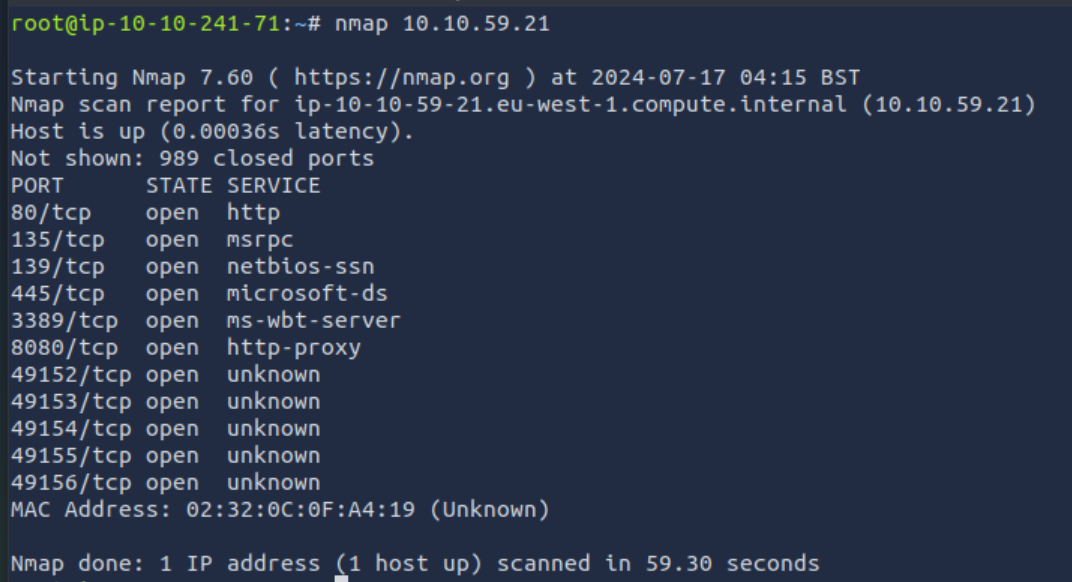 root@ip-10-10-241-71:~# nmap 10.10.59.21
Starting Nmap 7.60 ( https://nmap.org ) at 2024-07-17 04:15 BST
Nmap scan report for ip-10-10-59-21.eu-west-1.compute.internal (10.10.59.21)
Host is up (0.00036s latency).
Not shown: 989 closed ports
PORT      STATE SERVICE
80/tcp    open  http
135/tcp   open  msrpc
139/tcp   open  netbios-ssn
445/tcp   open  microsoft-ds
3389/tcp  open  ms-wbt-server
8080/tcp  open  http-proxy
49152/tcp open  unknown
49153/tcp open  unknown
49154/tcp open  unknown
49155/tcp open  unknown
49156/tcp open  unknown
MAC Address: 02:32:0C:0F:A4:19 (Unknown)
Nmap done: 1 IP address (1 host up) scanned in 59.30 seconds